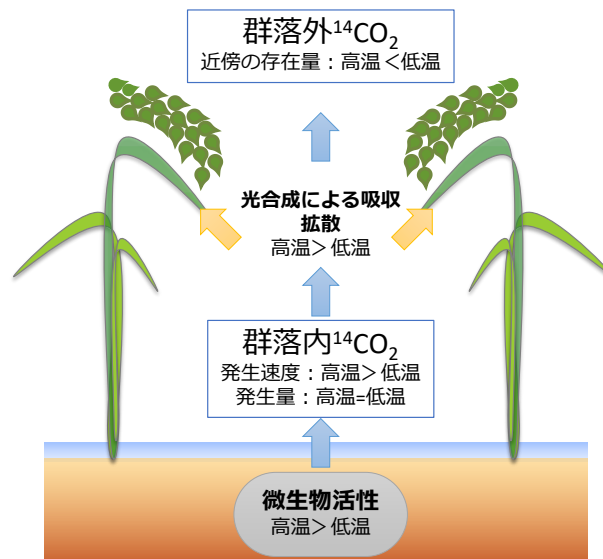 群落外¹⁴CO₂
近傍の存在量：高温＜低温
光合成による吸収
拡散
高温＞低温
群落内¹⁴CO₂
発生速度：高温＞低温
発生量：高温=低温
微生物活性
高温＞低温